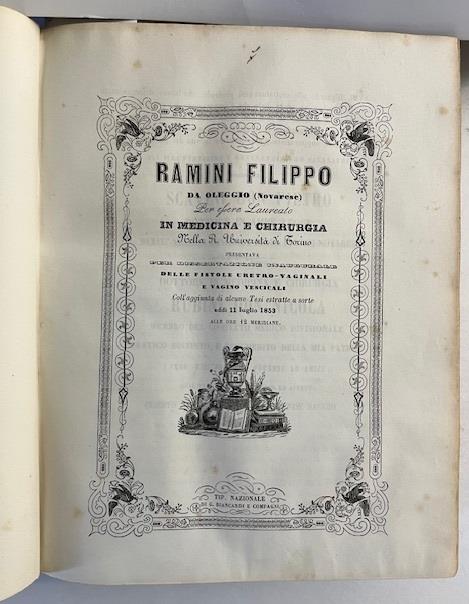 RAMINI FILIPPO
DA OLEGGIO (Novarese)
Per essere Laureato
IN MEDICINA E CHIRURGIA
Nella R. Università di Torino
PRESENTAVA
PER DISSERTAZIONE INAUGURALE
DELLE FISTOLE URETRO-VAGINALI
E VAGINO VESCICALI
Coll'aggiunta di alcune Tesi estratte a sorte
addì 11 luglio 1853
ALLE ORE 12 MERIDIANE.
TIP. NAZIONALE
DI G. BIANCARDI E COMPAGNI.